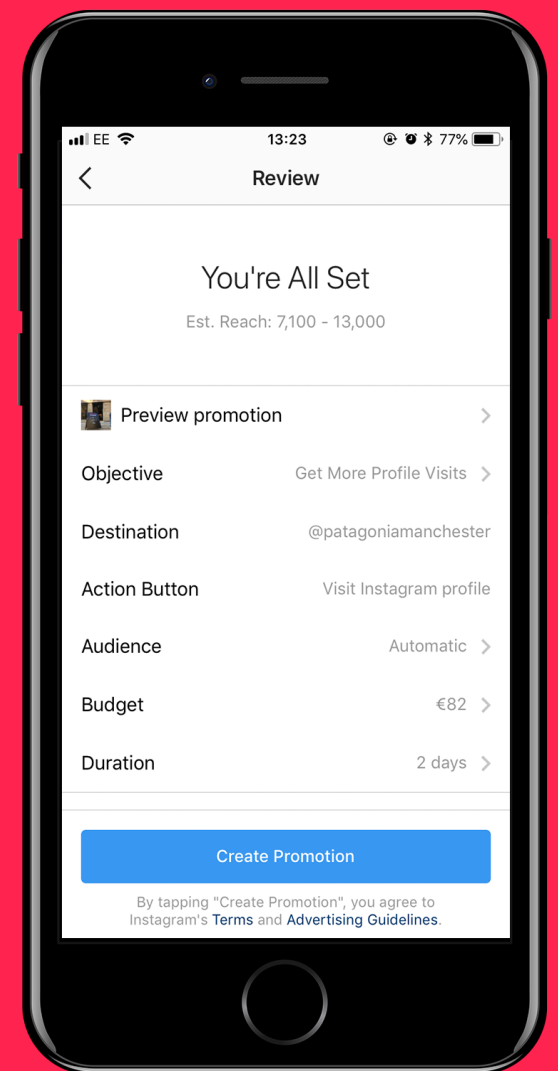 EE 13:23 77%
Review
You're All Set
Est. Reach: 7,100 - 13,000
Preview promotion
Objective Get More Profile Visits
Destination @patagoniamanchester
Action Button Visit Instagram profile
Audience Automatic
Budget €82
Duration 2 days
Create Promotion
By tapping "Create Promotion", you agree to
Instagram's Terms and Advertising Guidelines.